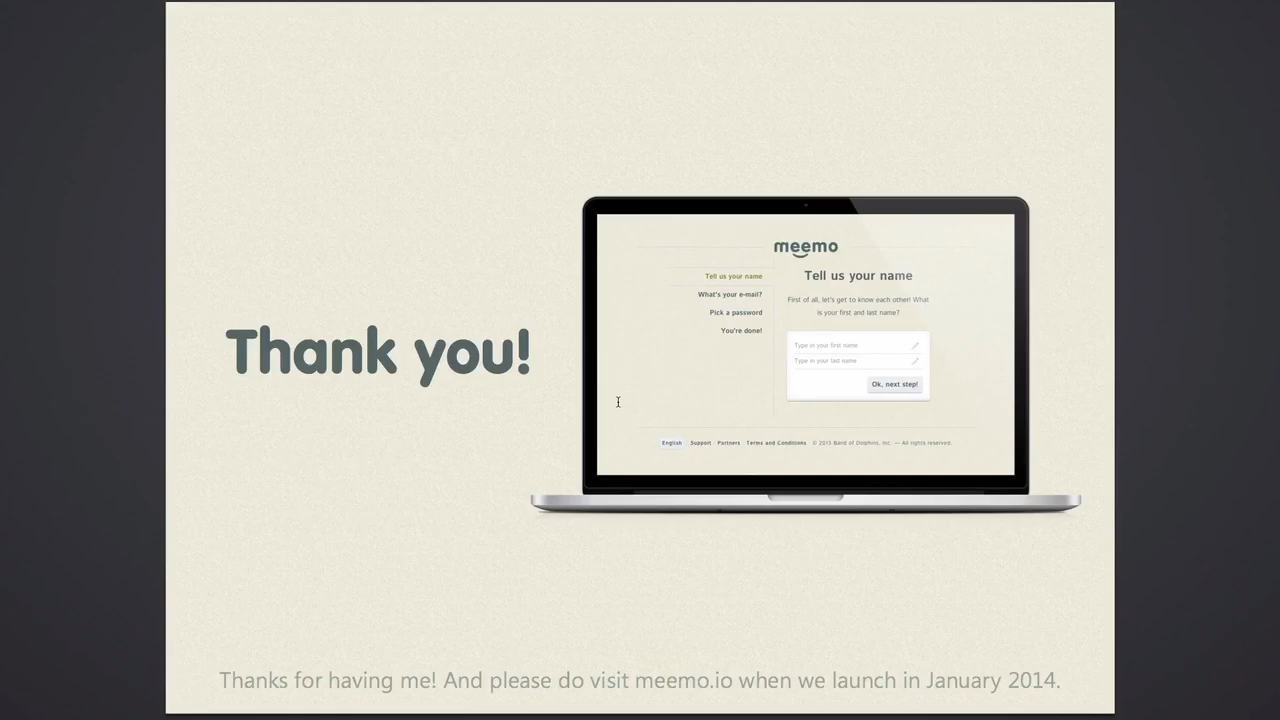 Thank you!
meemo
Tell us your name
What's your e-mail?
Pick a password
You're done!
Tell us your name
First of all, let's get to know each other! What
is your first and last name?
Type in your first name
Type in your last name
Ok, next step!
English Support Partners Terms and Conditions © 2013 Band of Dolphins, Inc. — All rights reserved.
Thanks for having me! And please do visit meemo.io when we launch in January 2014.